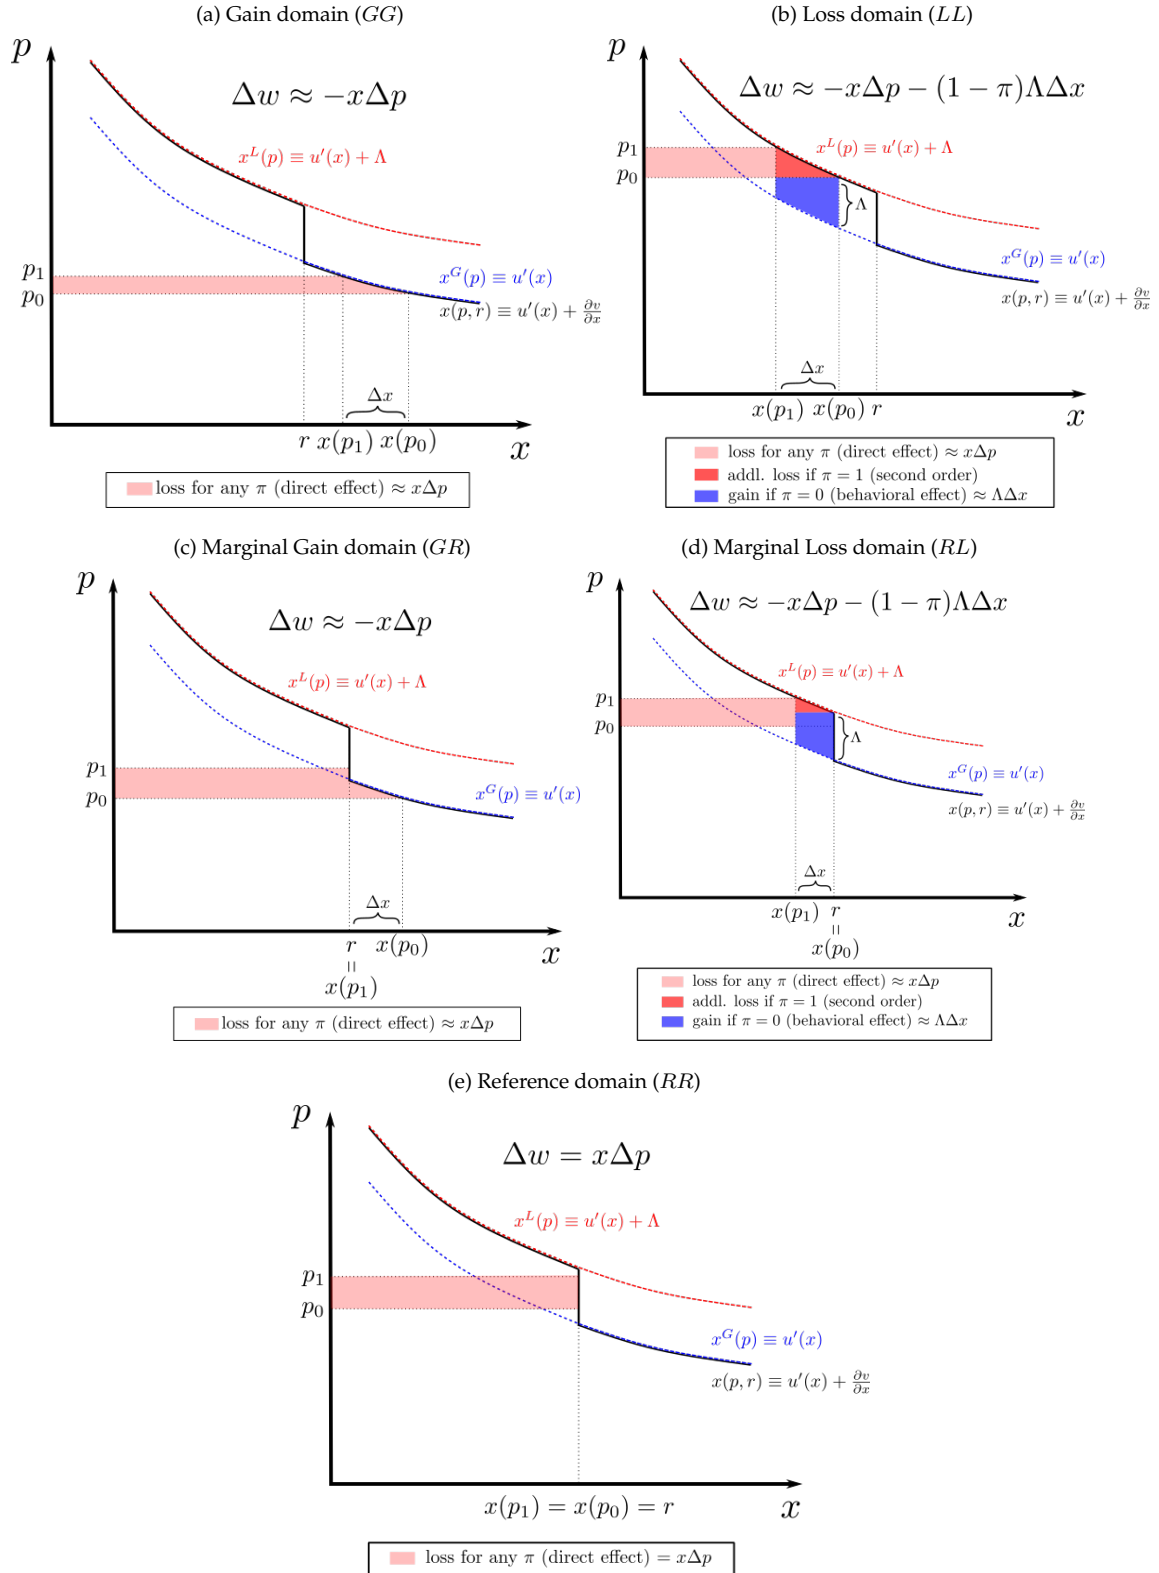 (a) Gain domain (GG)
p
Δw ≈ −xΔp
x^L(p) ≡ u′(x) + Λ
p₁
p₀
x^G(p) ≡ u′(x)
x(p, r) ≡ u′(x) + ∂v/∂x
Δx
r x(p₁) x(p₀)
x
loss for any π (direct effect) ≈ xΔp
(b) Loss domain (LL)
p
Δw ≈ −xΔp − (1 − π)ΛΔx
x^L(p) ≡ u′(x) + Λ
p₁
p₀
Λ
x^G(p) ≡ u′(x)
x(p, r) ≡ u′(x) + ∂v/∂x
Δx
x(p₁) x(p₀) r
x
loss for any π (direct effect) ≈ xΔp
addl. loss if π = 1 (second order)
gain if π = 0 (behavioral effect) ≈ ΛΔx
(c) Marginal Gain domain (GR)
p
Δw ≈ −xΔp
x^L(p) ≡ u′(x) + Λ
p₁
p₀
x^G(p) ≡ u′(x)
Δx
r x(p₀)
=
x(p₁)
x
loss for any π (direct effect) ≈ xΔp
(d) Marginal Loss domain (RL)
p
Δw ≈ −xΔp − (1 − π)ΛΔx
x^L(p) ≡ u′(x) + Λ
p₁
p₀
Λ
x^G(p) ≡ u′(x)
x(p, r) ≡ u′(x) + ∂v/∂x
Δx
x(p₁) r
=
x(p₀)
x
loss for any π (direct effect) ≈ xΔp
addl. loss if π = 1 (second order)
gain if π = 0 (behavioral effect) ≈ ΛΔx
(e) Reference domain (RR)
p
Δw = xΔp
x^L(p) ≡ u′(x) + Λ
p₁
p₀
x^G(p) ≡ u′(x)
x(p, r) ≡ u′(x) + ∂v/∂x
x(p₁) = x(p₀) = r
x
loss for any π (direct effect) = xΔp